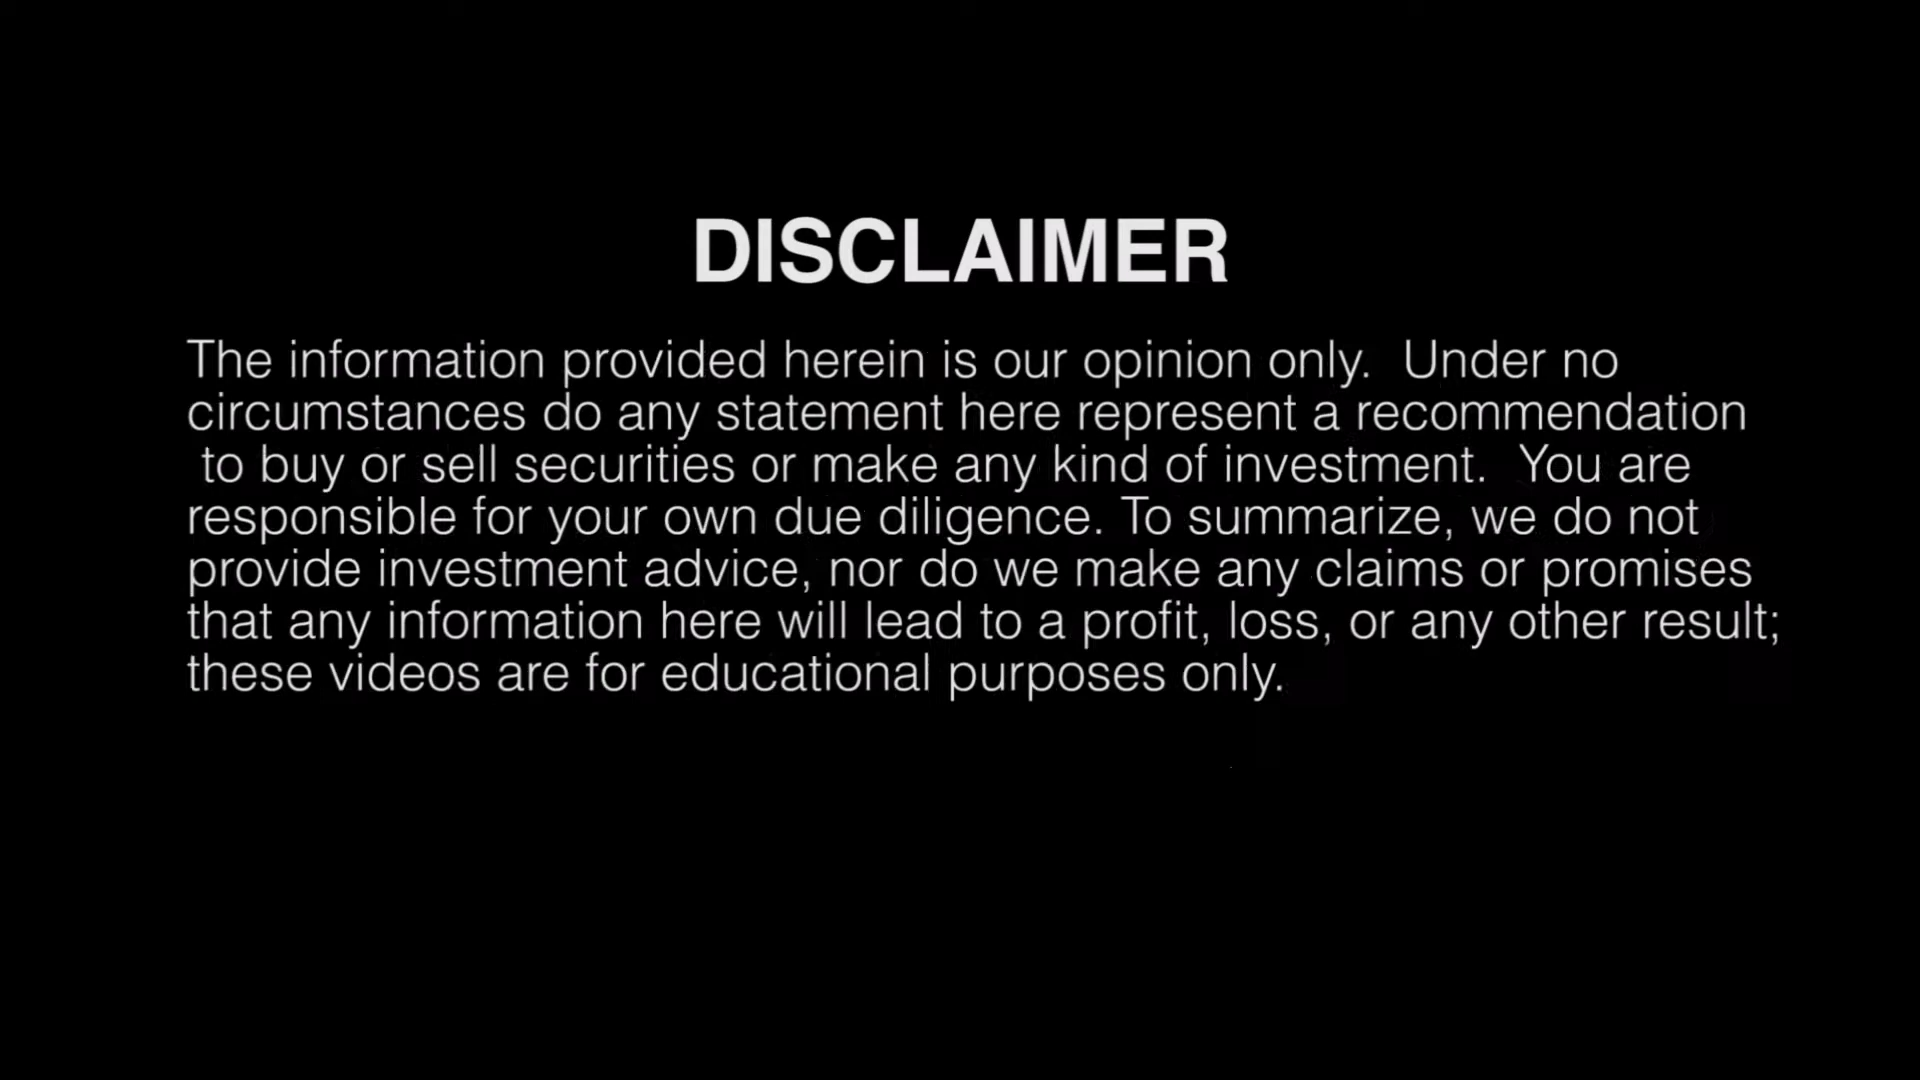 DISCLAIMER
The information provided herein is our opinion only.  Under no
circumstances do any statement here represent a recommendation
to buy or sell securities or make any kind of investment.  You are
responsible for your own due diligence. To summarize, we do not
provide investment advice, nor do we make any claims or promises
that any information here will lead to a profit, loss, or any other result;
these videos are for educational purposes only.